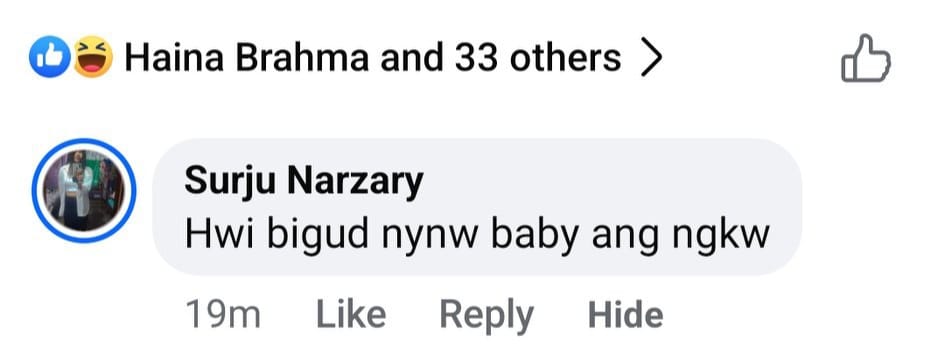 Haina Brahma and 33 others
Surju Narzary
Hwi bigud nynw baby ang ngkw
19m Like Reply Hide